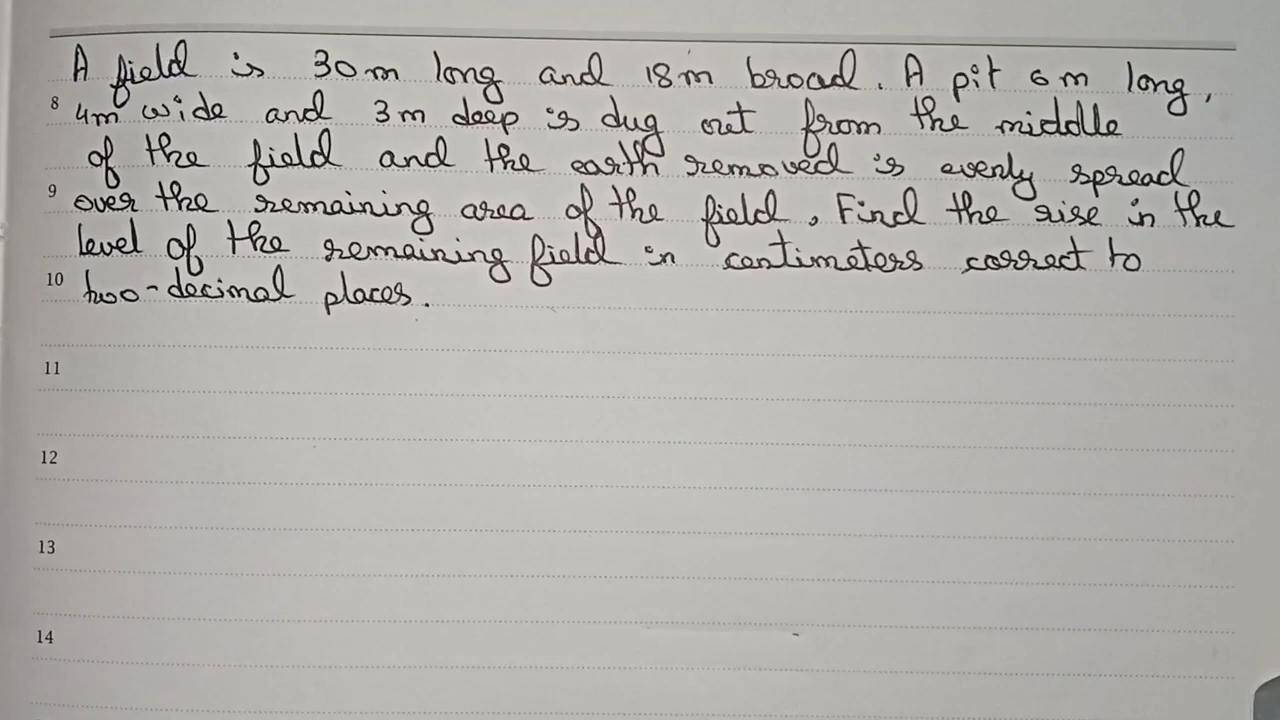 A field is 30m long and 18m broad. A pit 6m long,
8
4m wide and 3m deep is dug out from the middle
of the field and the earth removed is evenly spread
9
over the remaining area of the field. Find the rise in the
level of the remaining field in centimeters correct to
10
two-decimal places.
11
12
13
14